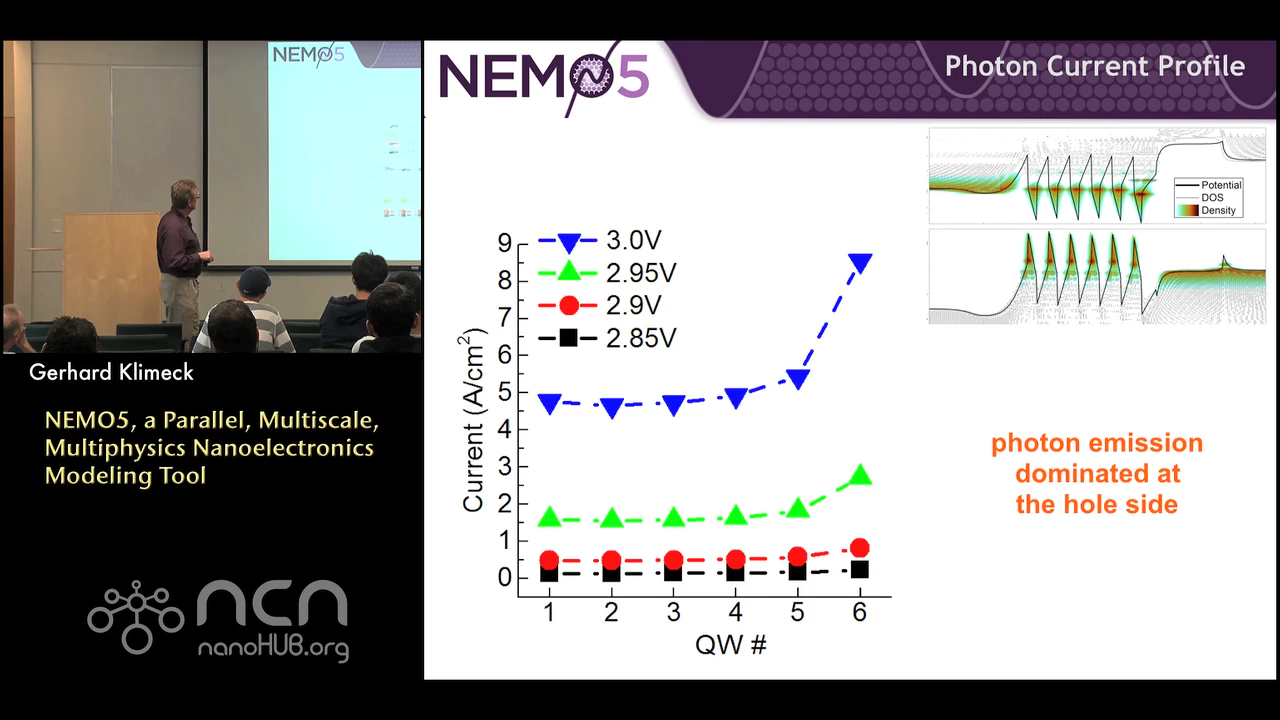 NEMO5
Gerhard Klimeck
NEMO5, a Parallel, Multiscale,
Multiphysics Nanoelectronics
Modeling Tool
ncn
nanoHUB.org
NEMO5
Photon Current Profile
Potential
DOS
Density
3.0V
2.95V
2.9V
2.85V
9
8
7
6
5
4
3
2
1
0
Current (A/cm²)
1 2 3 4 5 6
QW #
photon emission
dominated at
the hole side